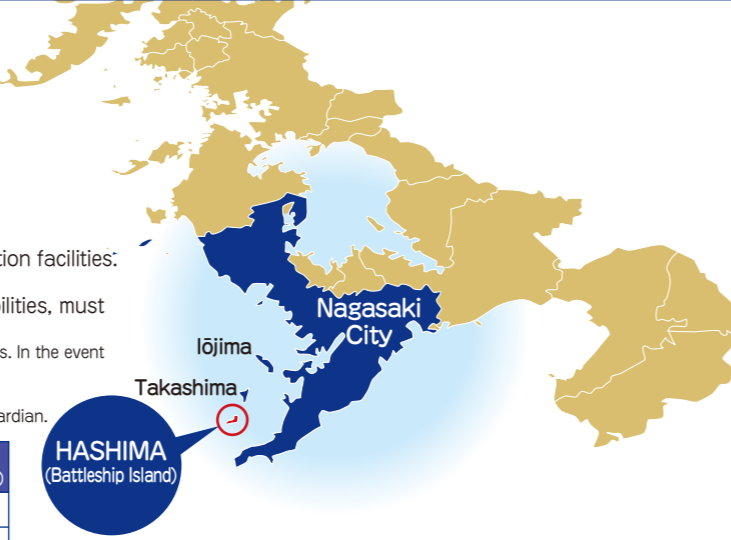 tion facilities.
ilities, must
s. In the event
ardian.
)
Nagasaki
City
Iōjima
Takashima
HASHIMA
(Battleship Island)